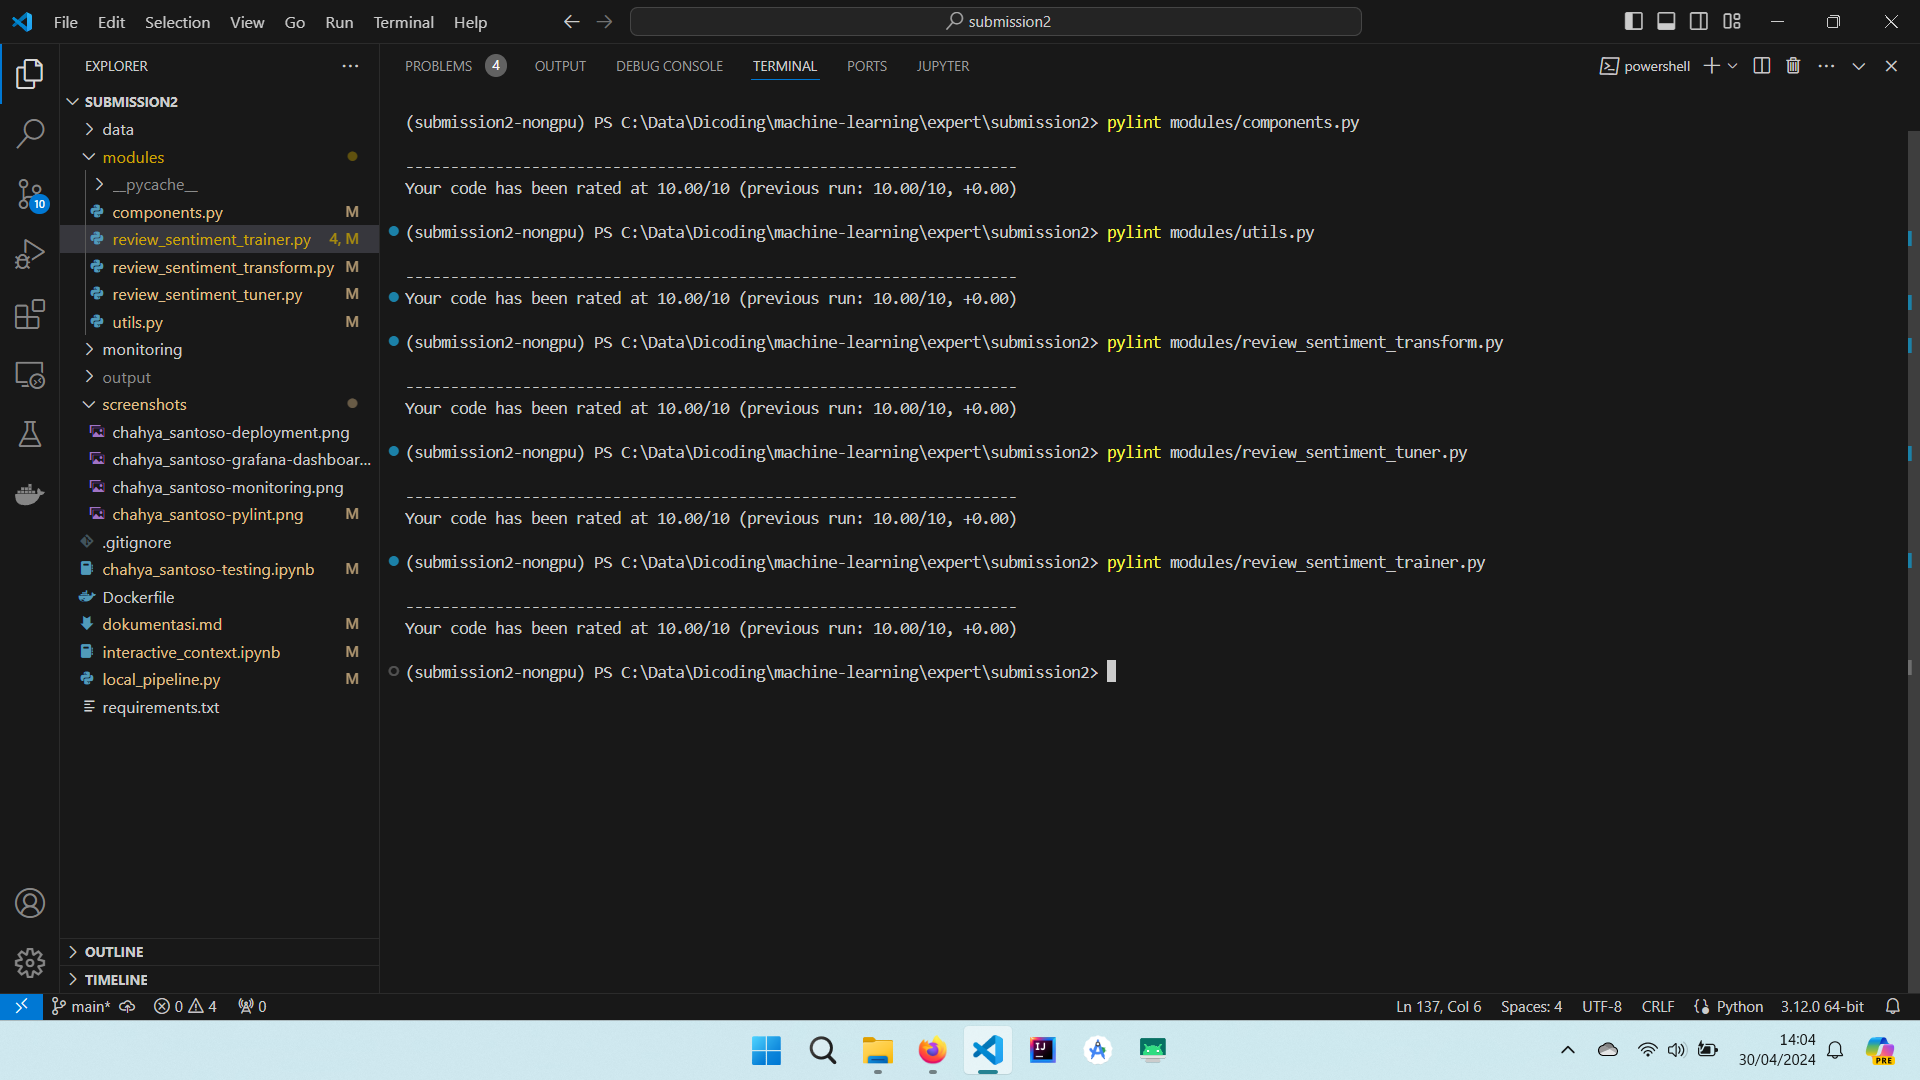 File Edit Selection View Go Run Terminal Help
submission2
EXPLORER
SUBMISSION2
data
modules
__pycache__
components.py M
review_sentiment_trainer.py 4, M
review_sentiment_transform.py M
review_sentiment_tuner.py M
utils.py M
monitoring
output
screenshots
chahya_santoso-deployment.png
chahya_santoso-grafana-dashboar...
chahya_santoso-monitoring.png
chahya_santoso-pylint.png M
.gitignore
chahya_santoso-testing.ipynb M
Dockerfile
dokumentasi.md M
interactive_context.ipynb M
local_pipeline.py M
requirements.txt
OUTLINE
TIMELINE
10
PROBLEMS 4 OUTPUT DEBUG CONSOLE TERMINAL PORTS JUPYTER
powershell
(submission2-nongpu) PS C:\Data\Dicoding\machine-learning\expert\submission2> pylint modules/components.py
--------------------------------------------------------------------
Your code has been rated at 10.00/10 (previous run: 10.00/10, +0.00)
(submission2-nongpu) PS C:\Data\Dicoding\machine-learning\expert\submission2> pylint modules/utils.py
--------------------------------------------------------------------
Your code has been rated at 10.00/10 (previous run: 10.00/10, +0.00)
(submission2-nongpu) PS C:\Data\Dicoding\machine-learning\expert\submission2> pylint modules/review_sentiment_transform.py
--------------------------------------------------------------------
Your code has been rated at 10.00/10 (previous run: 10.00/10, +0.00)
(submission2-nongpu) PS C:\Data\Dicoding\machine-learning\expert\submission2> pylint modules/review_sentiment_tuner.py
--------------------------------------------------------------------
Your code has been rated at 10.00/10 (previous run: 10.00/10, +0.00)
(submission2-nongpu) PS C:\Data\Dicoding\machine-learning\expert\submission2> pylint modules/review_sentiment_trainer.py
--------------------------------------------------------------------
Your code has been rated at 10.00/10 (previous run: 10.00/10, +0.00)
(submission2-nongpu) PS C:\Data\Dicoding\machine-learning\expert\submission2>
main* 0 4 0
Ln 137, Col 6 Spaces: 4 UTF-8 CRLF Python 3.12.0 64-bit
IJ
14:04
30/04/2024
PRE